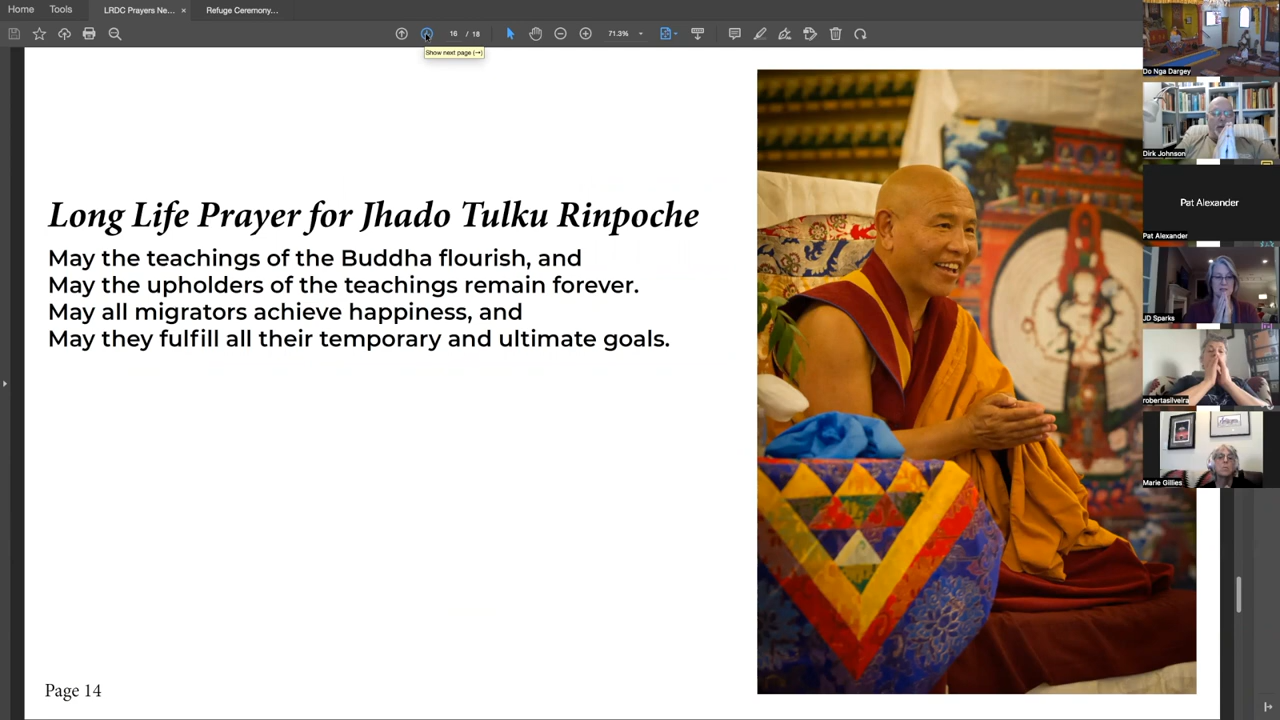 Home
Tools
LRDC Prayers Ne...
×
Refuge Ceremony...
16 / 18
71.3%
Show next page (→)
Long Life Prayer for Jhado Tulku Rinpoche
May the teachings of the Buddha flourish, and
May the upholders of the teachings remain forever.
May all migrators achieve happiness, and
May they fulfill all their temporary and ultimate goals.
Page 14
Do Nga Dargey
Dirk Johnson
Pat Alexander
Pat Alexander
JD Sparks
robertasilveira
Marie Gillies